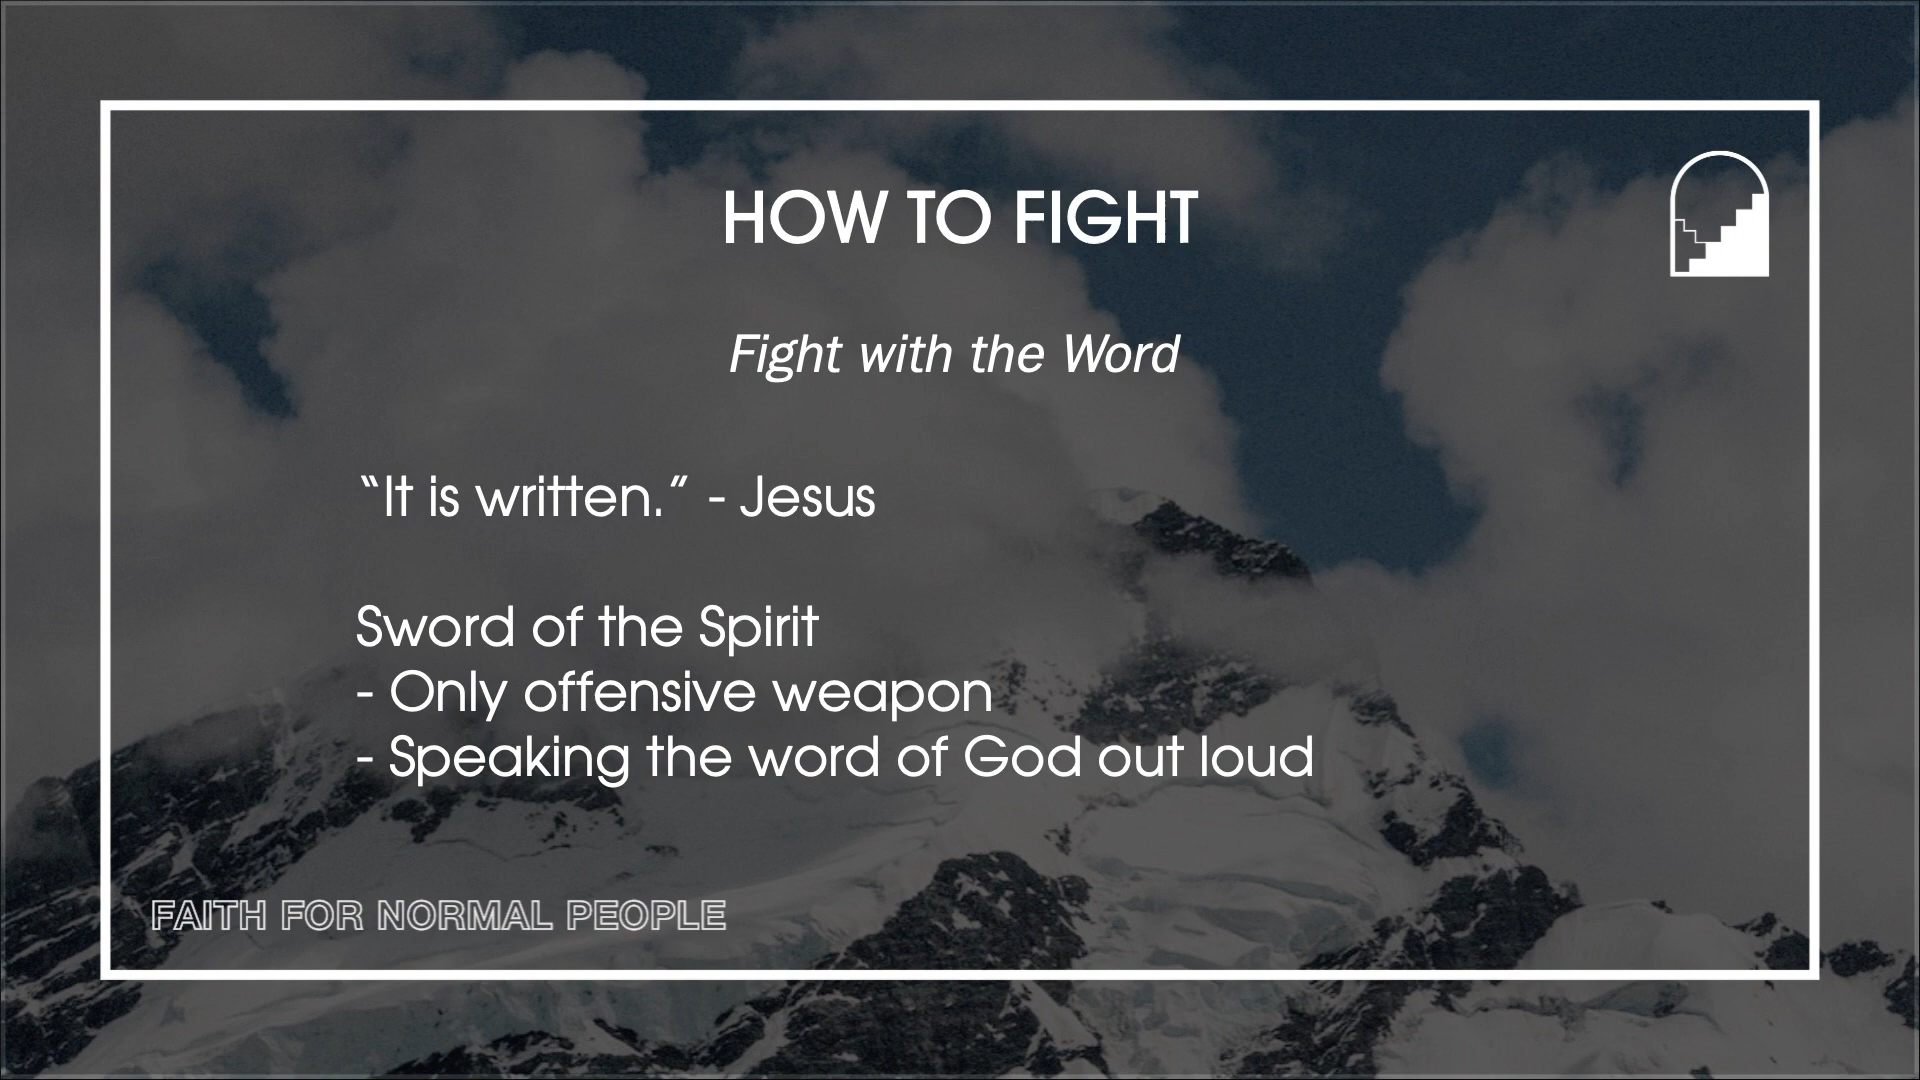 HOW TO FIGHT
Fight with the Word
“It is written.” - Jesus
Sword of the Spirit
- Only offensive weapon
- Speaking the word of God out loud
FAITH FOR NORMAL PEOPLE